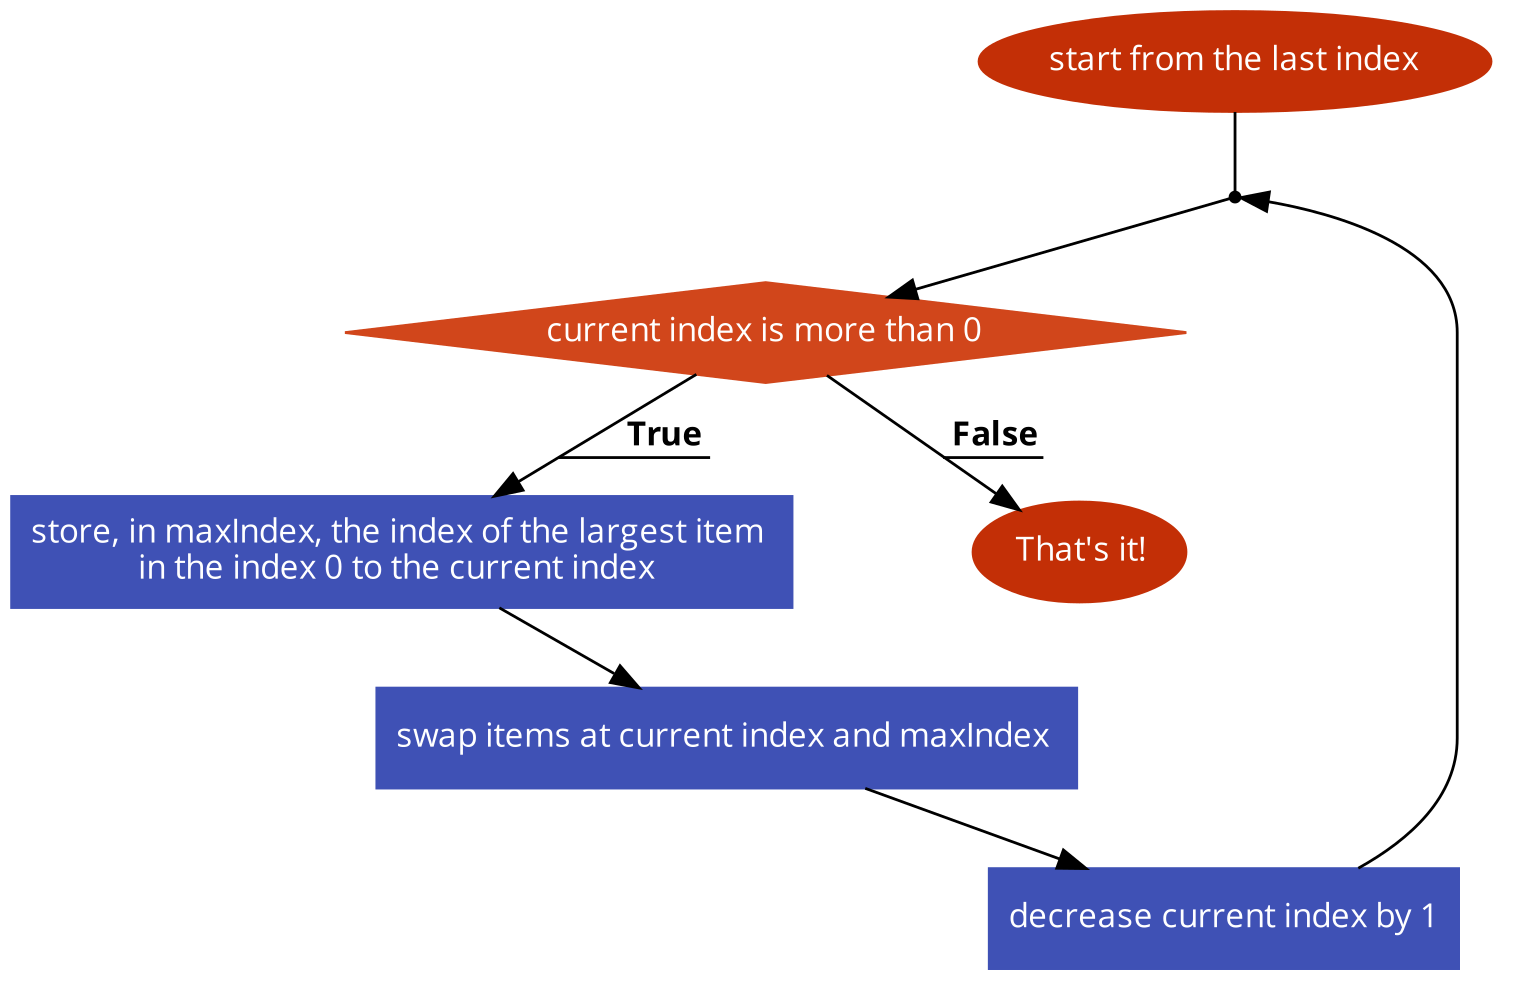 start from the last index
current index is more than 0
True
False
store, in maxIndex, the index of the largest item
in the index 0 to the current index
That's it!
swap items at current index and maxIndex
decrease current index by 1